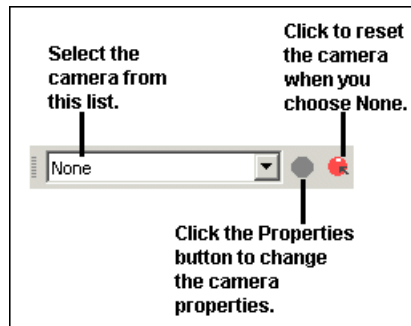 Select the
camera from
this list.
Click to reset
the camera
when you
choose None.
None
Click the Properties
button to change
the camera
properties.